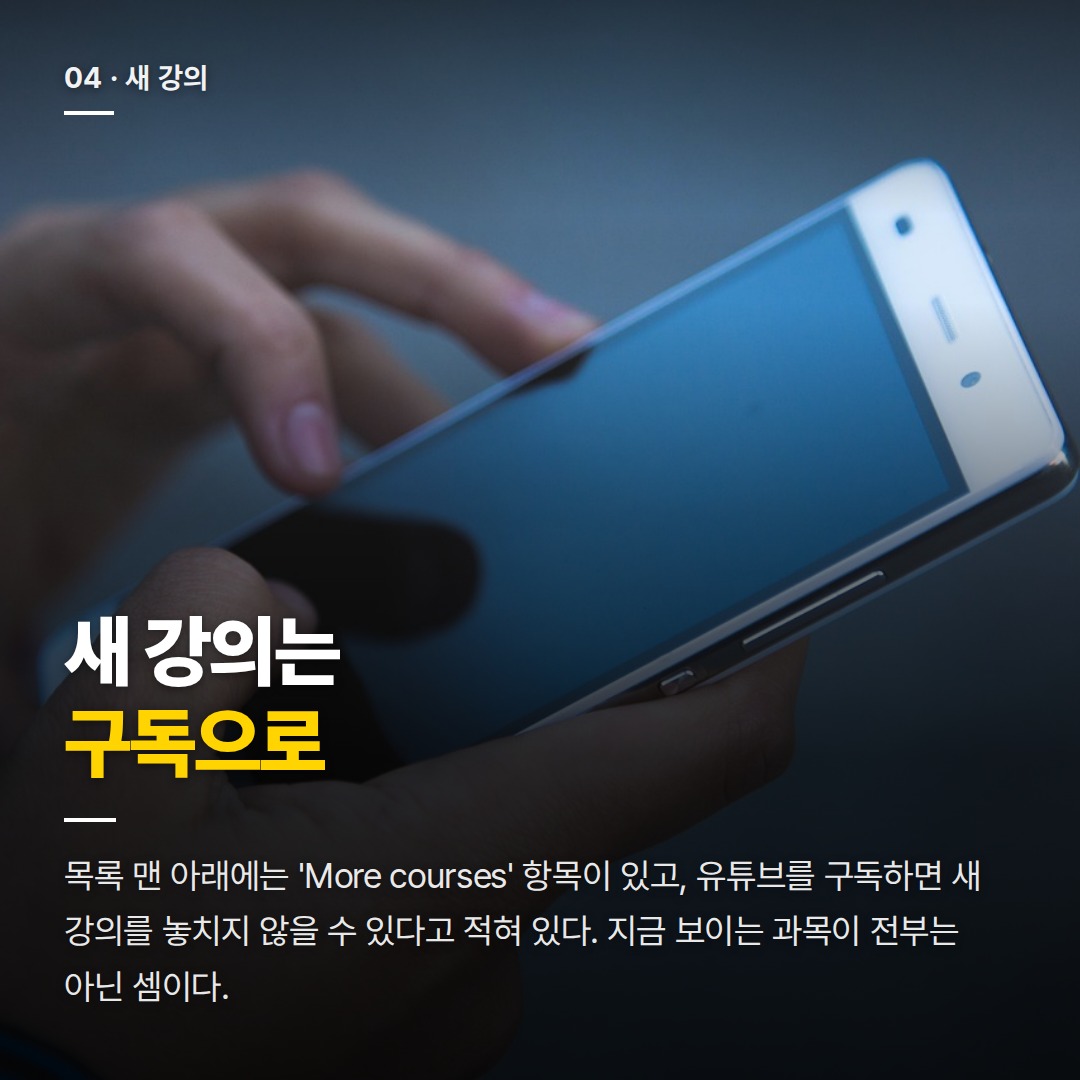 04 · 새 강의
새 강의는
구독으로
목록 맨 아래에는 'More courses' 항목이 있고, 유튜브를 구독하면 새
강의를 놓치지 않을 수 있다고 적혀 있다. 지금 보이는 과목이 전부는
아닌 셈이다.